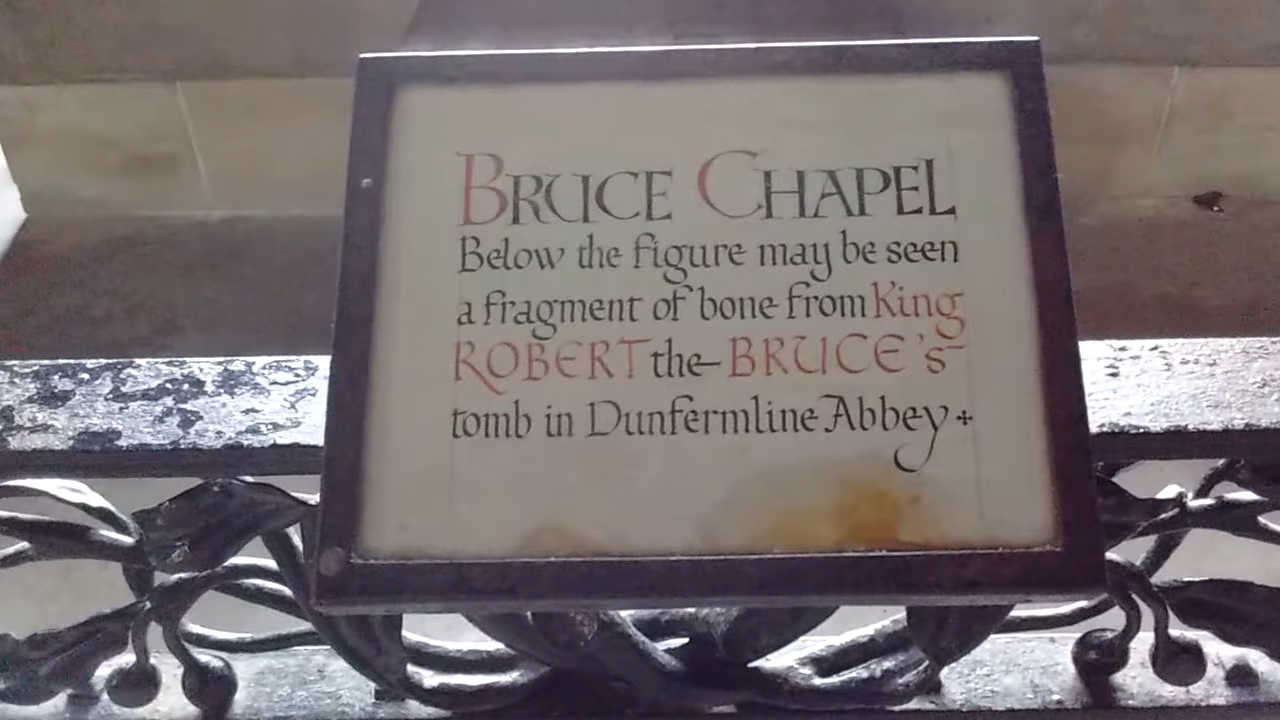 BRUCE CHAPEL
Below the figure may be seen
a fragment of bone from King
ROBERT the BRUCE's
tomb in Dunfermline Abbey